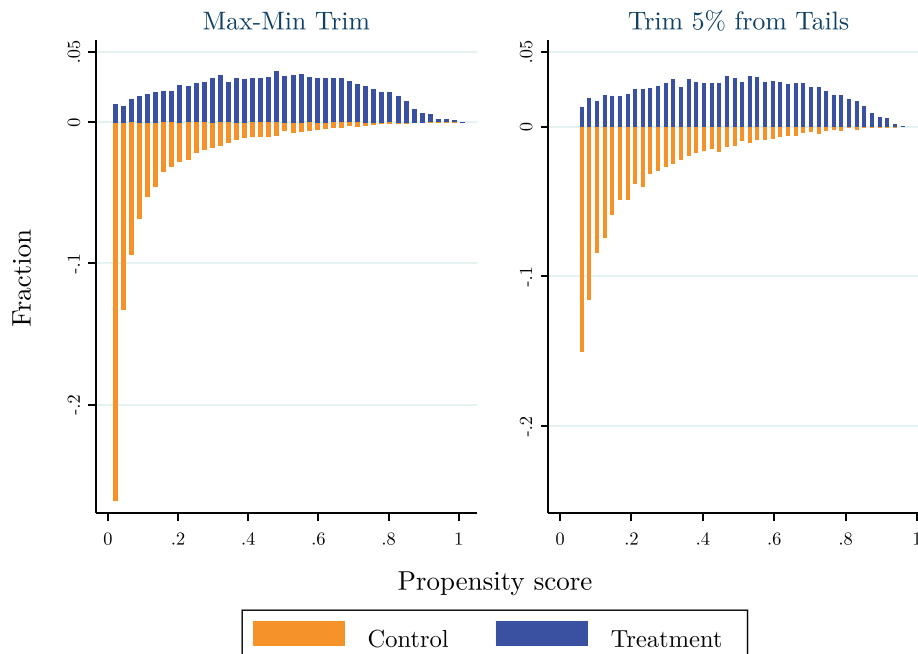 Max-Min Trim
Trim 5% from Tails
.05
0
-.1
-.2
.05
0
-.1
-.2
Fraction
0 .2 .4 .6 .8 1
0 .2 .4 .6 .8 1
Propensity score
Control
Treatment